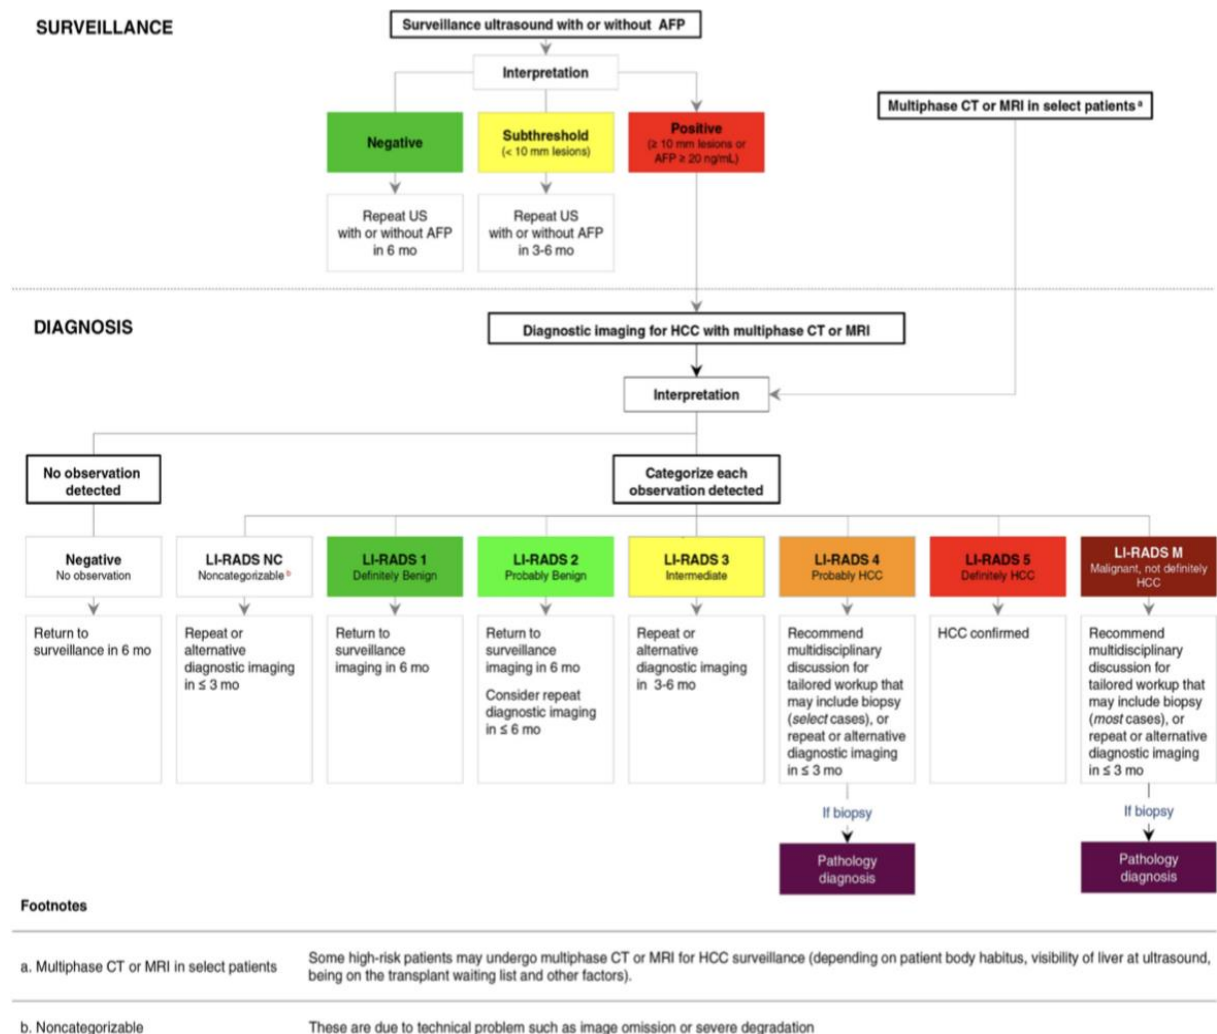 SURVEILLANCE
Surveillance ultrasound with or without AFP
Interpretation
Multiphase CT or MRI in select patients a
Negative
Subthreshold
(< 10 mm lesions)
Positive
(≥ 10 mm lesions or
AFP ≥ 20 ng/mL)
Repeat US
with or without AFP
in 6 mo
Repeat US
with or without AFP
in 3-6 mo
DIAGNOSIS
Diagnostic imaging for HCC with multiphase CT or MRI
Interpretation
No observation
detected
Categorize each
observation detected
Negative
No observation
LI-RADS NC
Noncategorizable b
LI-RADS 1
Definitely Benign
LI-RADS 2
Probably Benign
LI-RADS 3
Intermediate
LI-RADS 4
Probably HCC
LI-RADS 5
Definitely HCC
LI-RADS M
Malignant, not definitely
HCC
Return to
surveillance in 6 mo
Repeat or
alternative
diagnostic imaging
in ≤ 3 mo
Return to
surveillance
imaging in 6 mo
Return to
surveillance
imaging in 6 mo
Consider repeat
diagnostic imaging
in ≤ 6 mo
Repeat or
alternative
diagnostic imaging
in 3-6 mo
Recommend
multidisciplinary
discussion for
tailored workup that
may include biopsy
(select cases), or
repeat or alternative
diagnostic imaging
in ≤ 3 mo
HCC confirmed
Recommend
multidisciplinary
discussion for
tailored workup that
may include biopsy
(most cases), or
repeat or alternative
diagnostic imaging
in ≤ 3 mo
If biopsy
If biopsy
Pathology
diagnosis
Pathology
diagnosis
Footnotes
a. Multiphase CT or MRI in select patients
Some high-risk patients may undergo multiphase CT or MRI for HCC surveillance (depending on patient body habitus, visibility of liver at ultrasound,
being on the transplant waiting list and other factors).
b. Noncategorizable
These are due to technical problem such as image omission or severe degradation